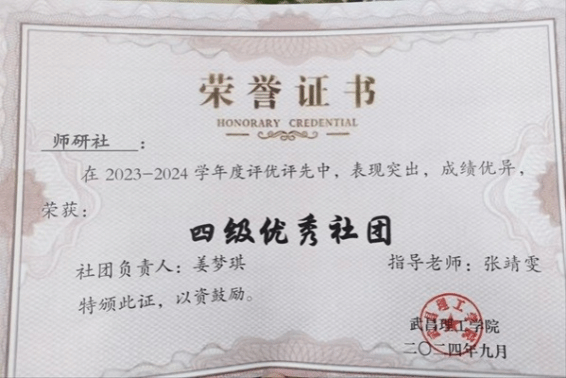 荣誉证书
HONORARY CREDENTIAL
师研社：
在2023-2024学年度评优评先中，表现突出，成绩优异，
荣获：
四级优秀社团
社团负责人：姜梦琪 指导老师：张靖雯
特颁此证，以资鼓励。
武昌理工学院
二〇二四年九月